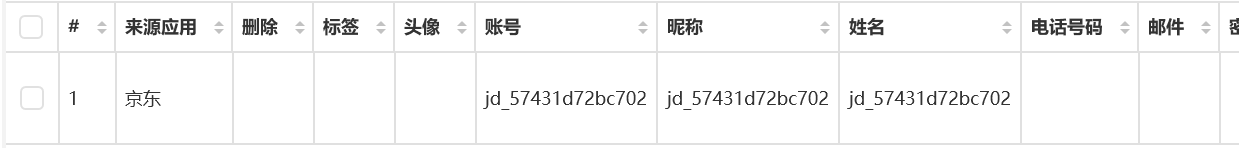 # 来源应用 删除 标签 头像 账号 昵称 姓名 电话号码 邮件
1 京东 jd_57431d72bc702 jd_57431d72bc702 jd_57431d72bc702